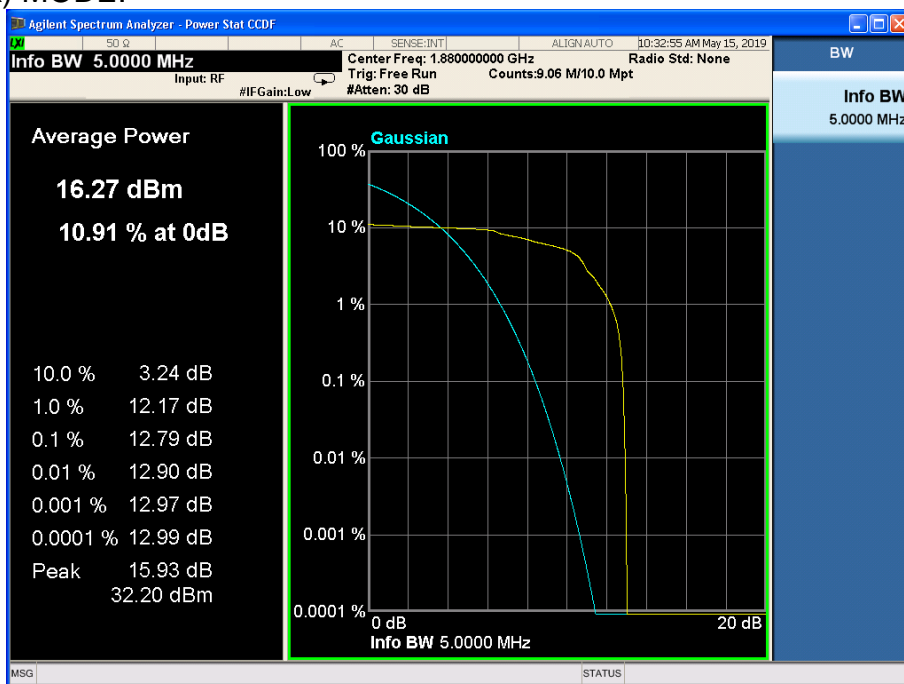 MODE:
Agilent Spectrum Analyzer - Power Stat CCDF
LXI 50 Ω AC SENSE:INT ALIGN AUTO 10:32:55 AM May 15, 2019
Info BW 5.0000 MHz
Center Freq: 1.880000000 GHz Radio Std: None
Input: RF Trig: Free Run Counts:9.06 M/10.0 Mpt
#IFGain:Low #Atten: 30 dB
BW
Info BW
5.0000 MHz
Average Power
16.27 dBm
10.91 % at 0dB
10.0 % 3.24 dB
1.0 % 12.17 dB
0.1 % 12.79 dB
0.01 % 12.90 dB
0.001 % 12.97 dB
0.0001 % 12.99 dB
Peak 15.93 dB
32.20 dBm
Gaussian
100 %
10 %
1 %
0.1 %
0.01 %
0.001 %
0.0001 %
0 dB 20 dB
Info BW 5.0000 MHz
MSG STATUS